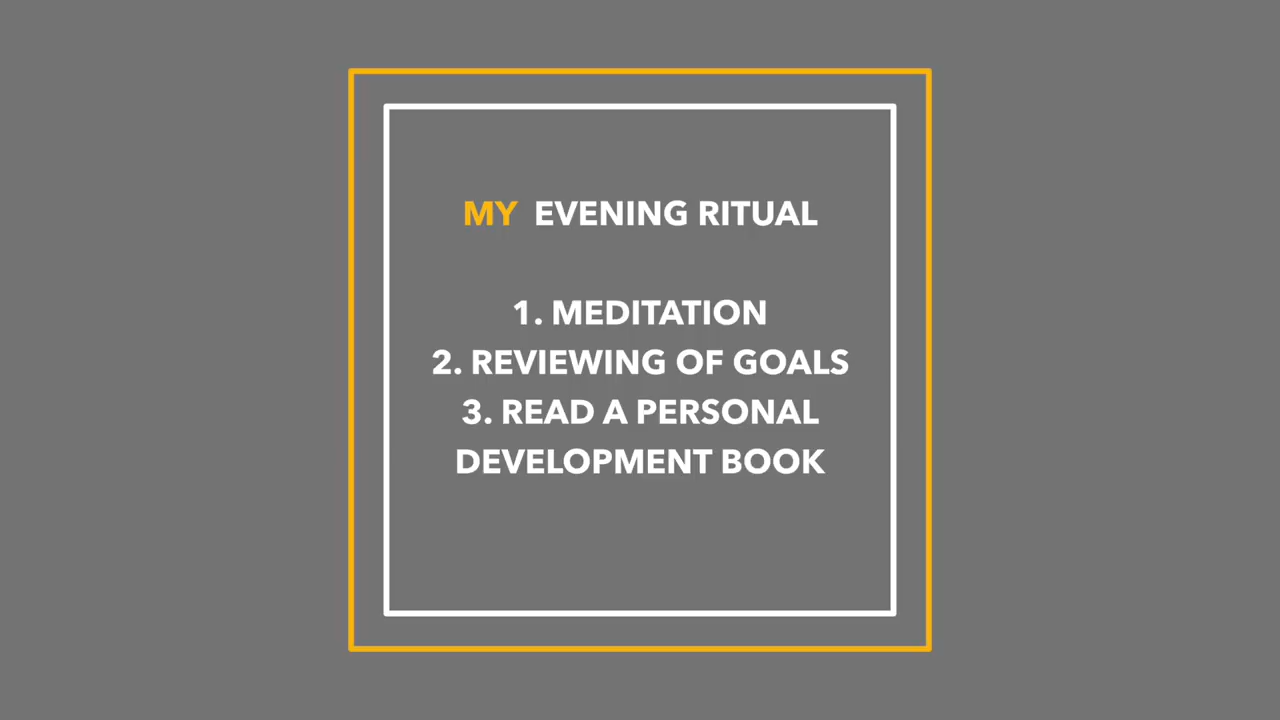 MY EVENING RITUAL
1. MEDITATION
2. REVIEWING OF GOALS
3. READ A PERSONAL
DEVELOPMENT BOOK